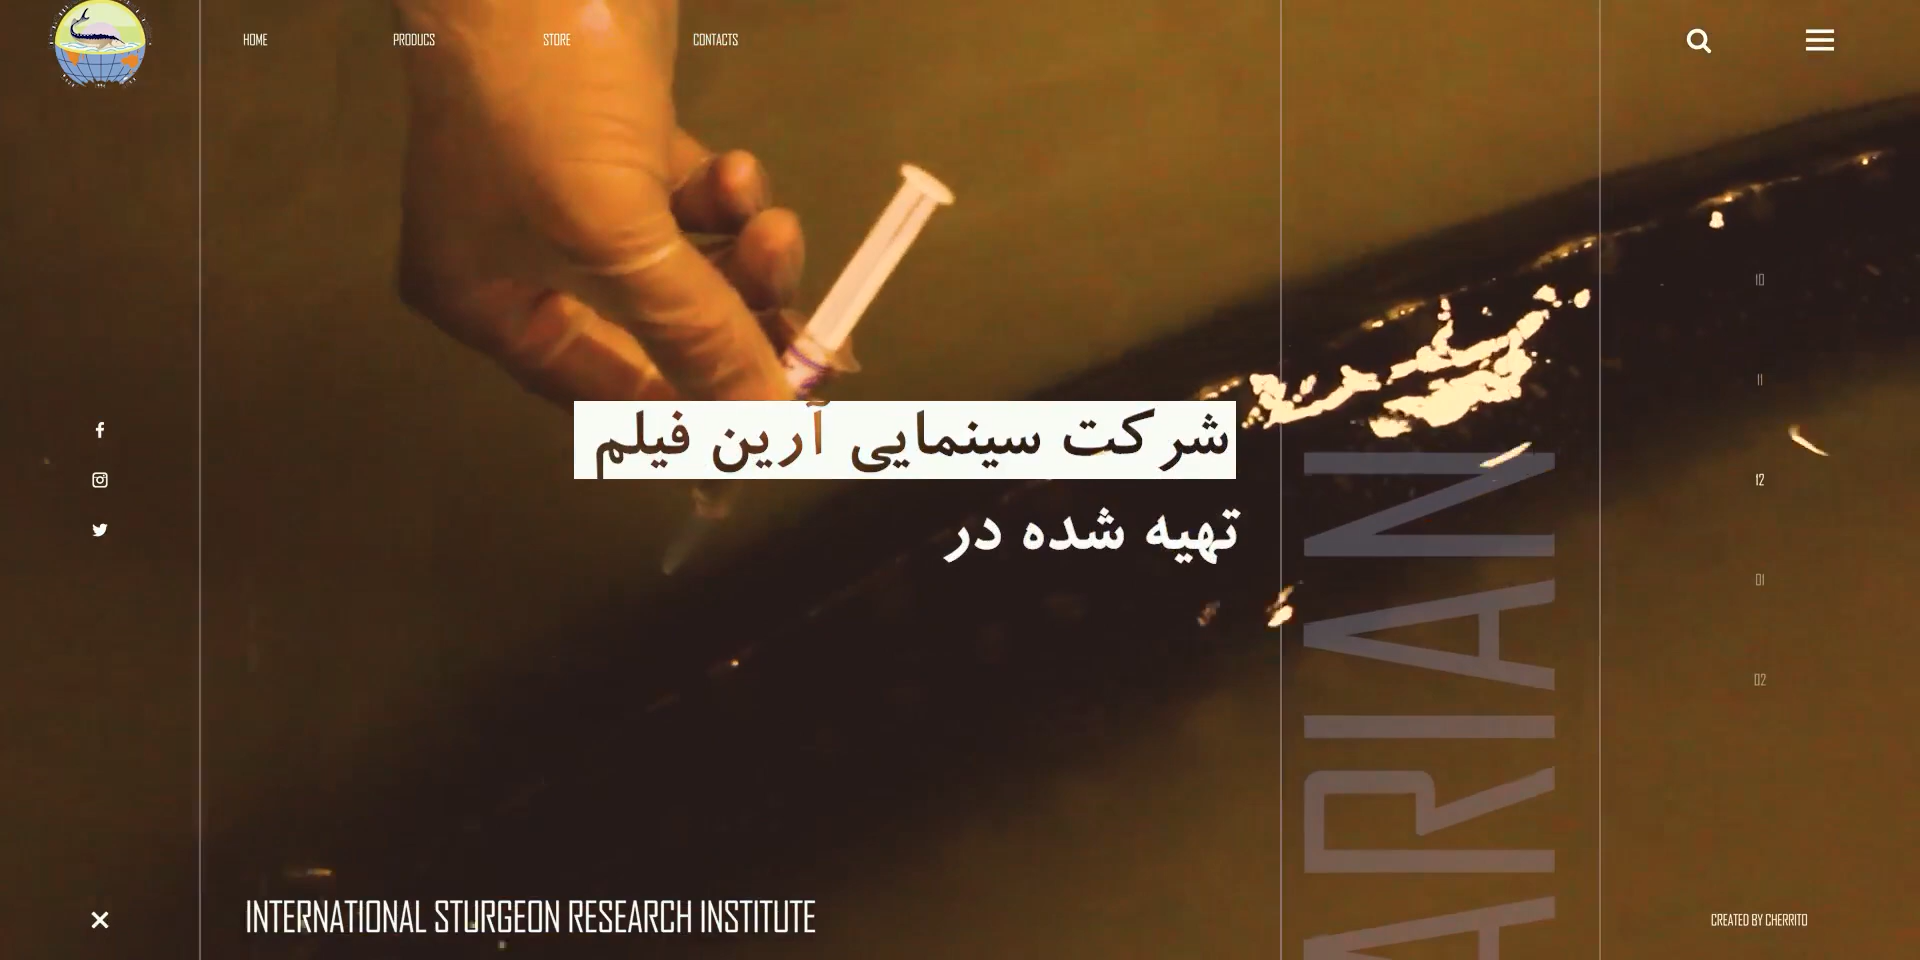 HOME
PRODUCS
STORE
CONTACTS
10
11
شرکت سینمایی آرین فیلم
12
تهیه شده در
01
02
ARIAN
INTERNATIONAL STURGEON RESEARCH INSTITUTE
CREATED BY CHERRITO